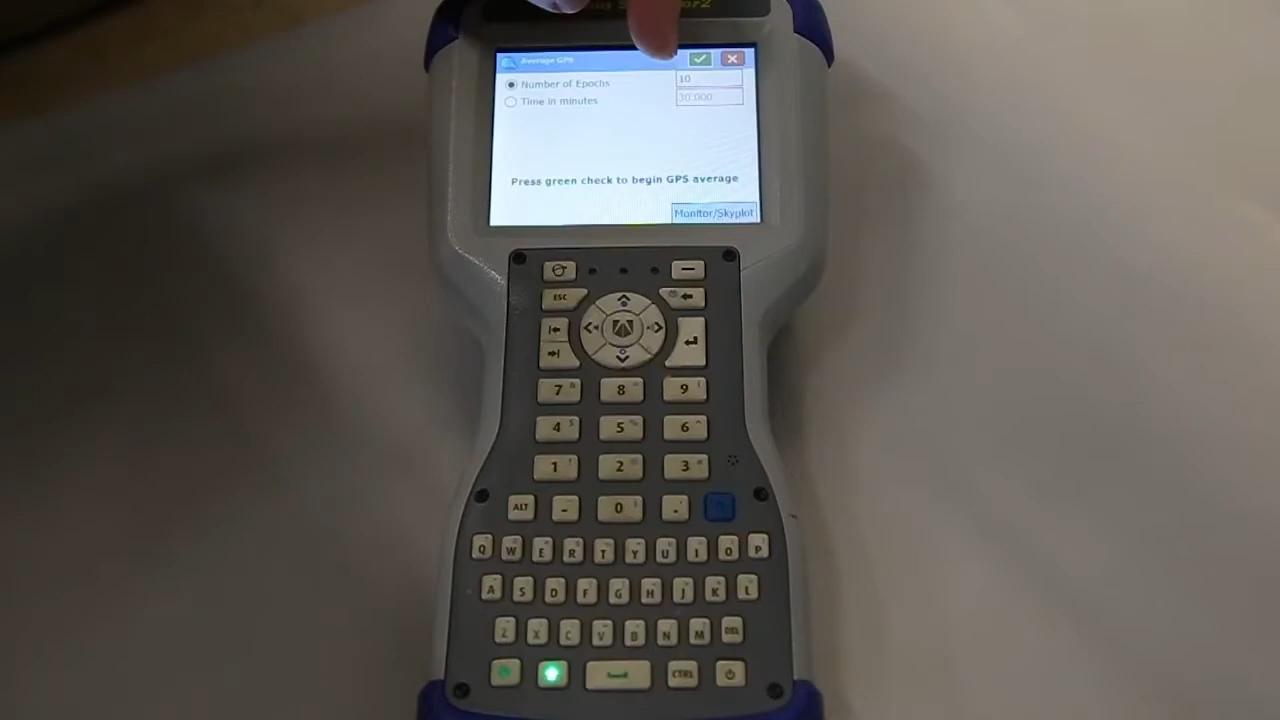 Average GPS
Number of Epochs 10
Time in minutes 30.000
Press green check to begin GPS average
Monitor/Skyplot
ESC
7 8 9
4 5 6
1 2 3
ALT - 0 .
Q W E R T Y U I O P
A S D F G H J K L
Z X C V B N M DEL
CTRL